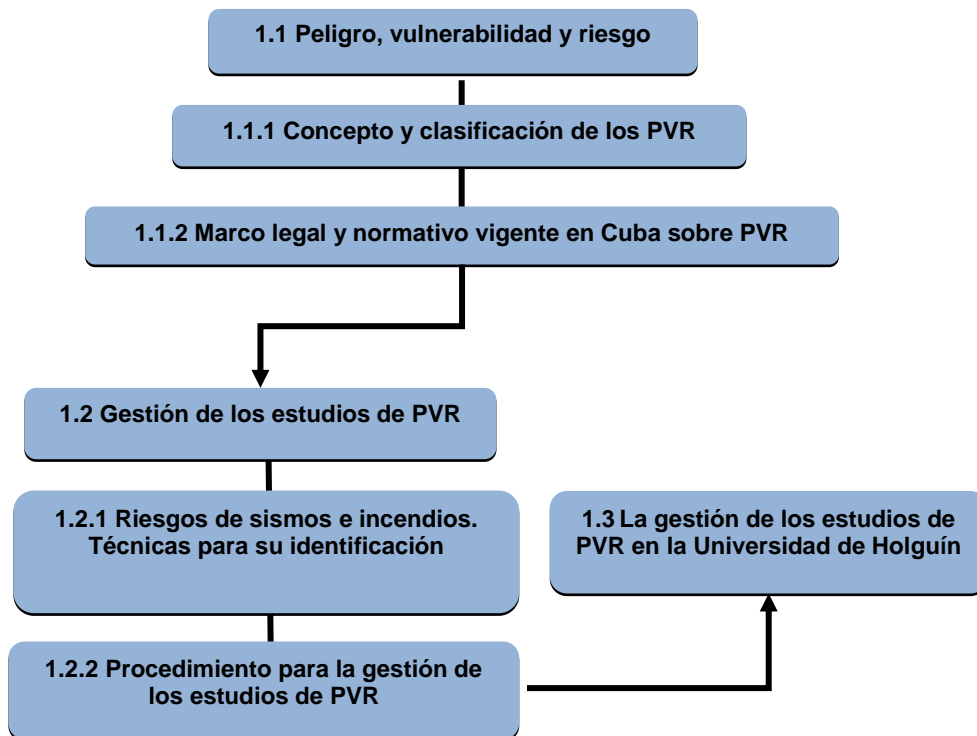 1.1 Peligro, vulnerabilidad y riesgo
1.1.1 Concepto y clasificación de los PVR
1.1.2 Marco legal y normativo vigente en Cuba sobre PVR
1.2 Gestión de los estudios de PVR
1.2.1 Riesgos de sismos e incendios.
Técnicas para su identificación
1.2.2 Procedimiento para la gestión de
los estudios de PVR
1.3 La gestión de los estudios de
PVR en la Universidad de Holguín